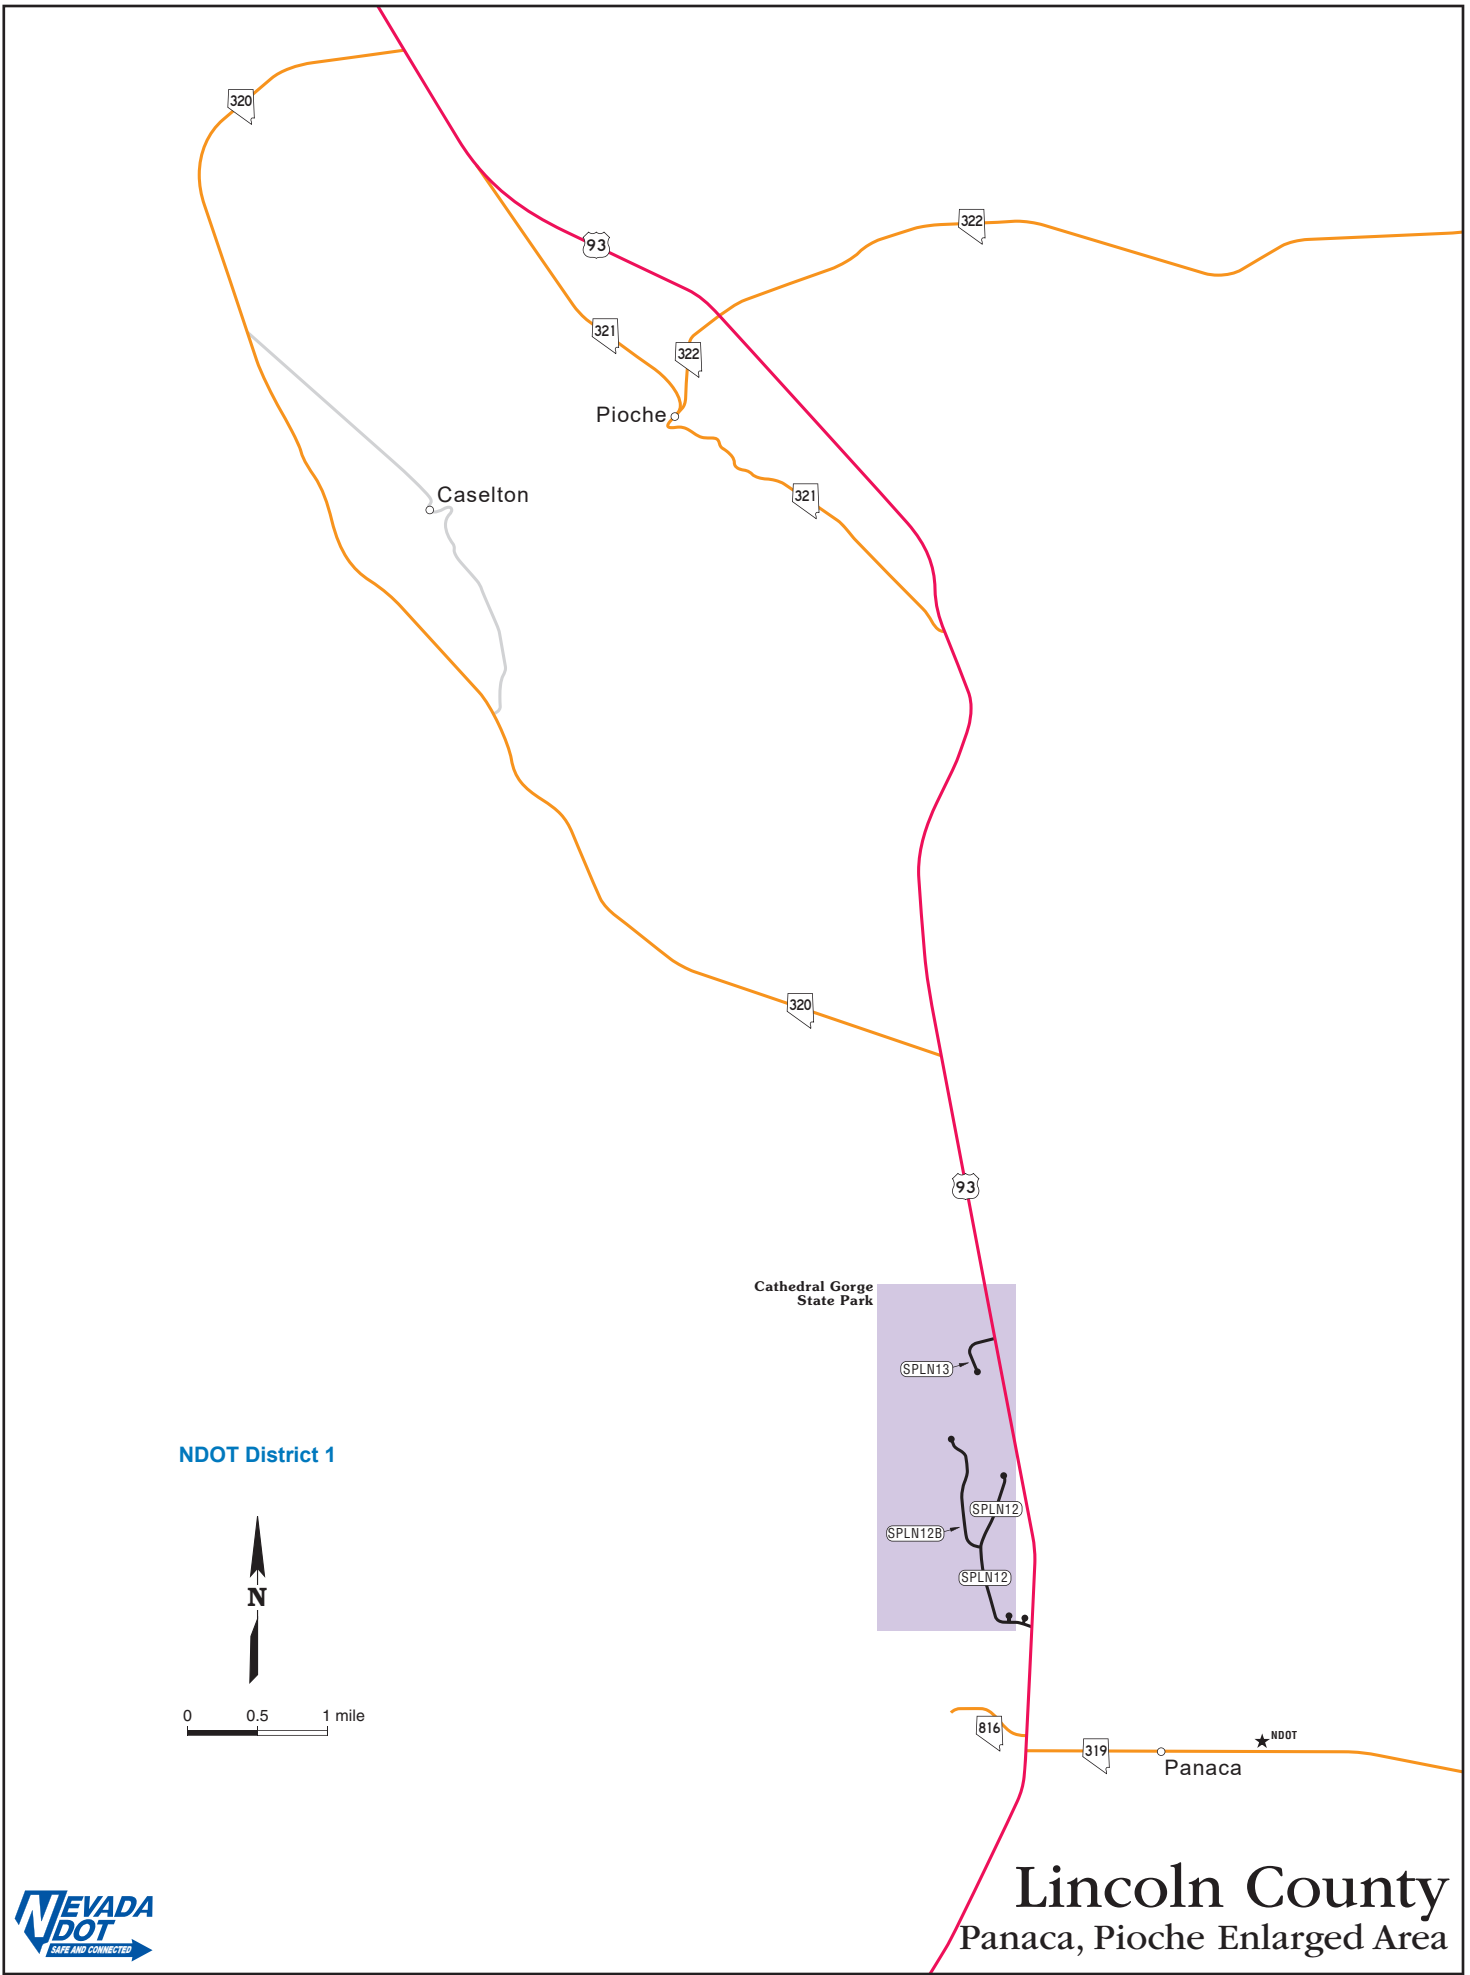 320
322
93
321
322
Pioche
Caselton
321
320
93
Cathedral Gorge
State Park
SPLN13
NDOT District 1
SPLN12
SPLN12B
SPLN12
N
0 0.5 1 mile
816
319
NDOT
Panaca
Lincoln County
Panaca, Pioche Enlarged Area
NEVADA
DOT
SAFE AND CONNECTED